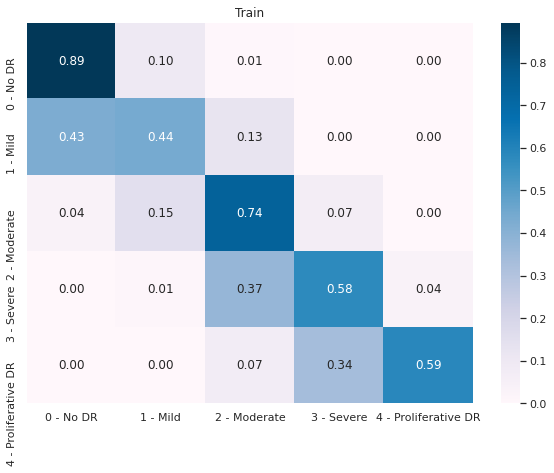 Train
0 - No DR
0.89 0.10 0.01 0.00 0.00
1 - Mild
0.43 0.44 0.13 0.00 0.00
2 - Moderate
0.04 0.15 0.74 0.07 0.00
3 - Severe
0.00 0.01 0.37 0.58 0.04
4 - Proliferative DR
0.00 0.00 0.07 0.34 0.59
0 - No DR 1 - Mild 2 - Moderate 3 - Severe 4 - Proliferative DR
0.8
0.7
0.6
0.5
0.4
0.3
0.2
0.1
0.0